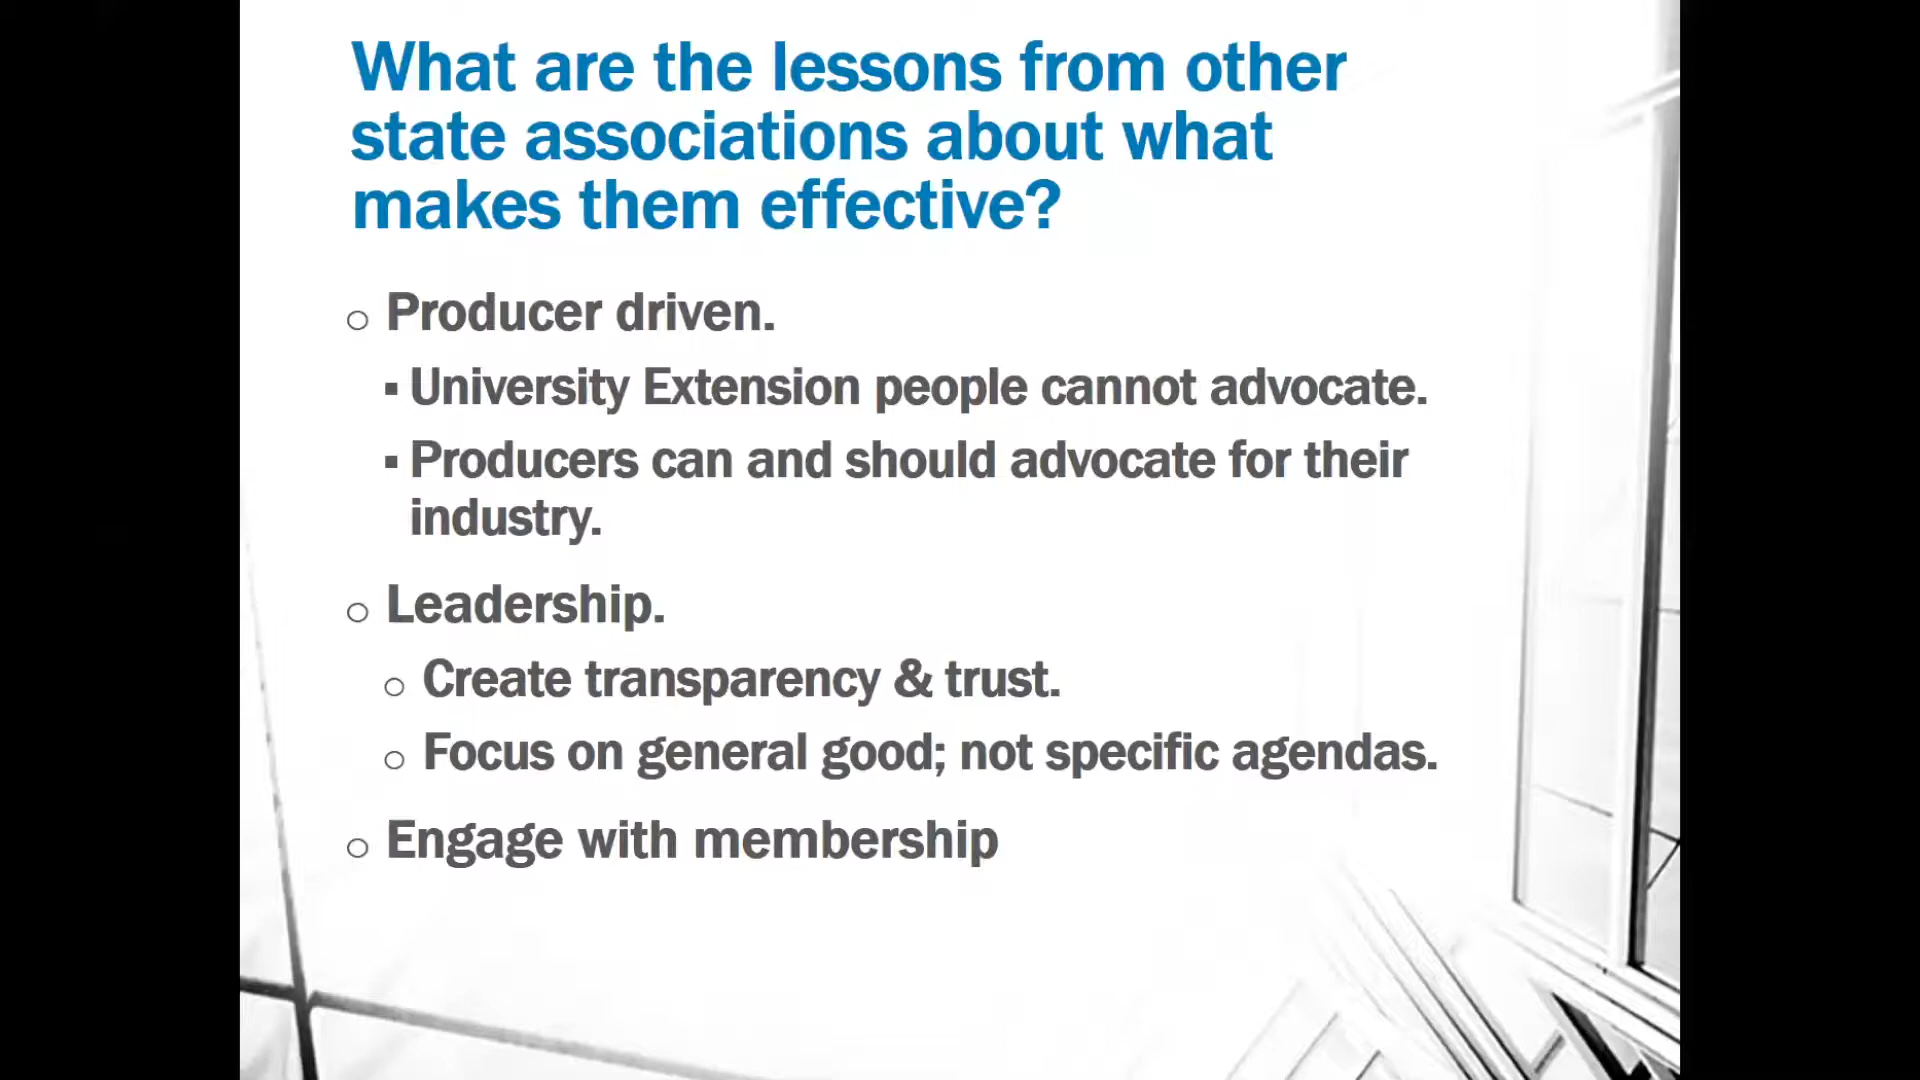 What are the lessons from other
state associations about what
makes them effective?
Producer driven.
University Extension people cannot advocate.
Producers can and should advocate for their
industry.
Leadership.
Create transparency & trust.
Focus on general good; not specific agendas.
Engage with membership